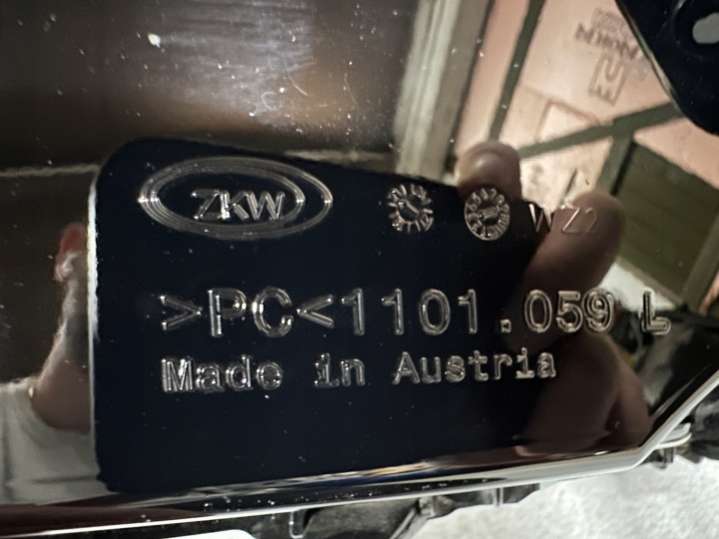 ZKW
WZ2
>PC<1101.059 L
Made in Austria